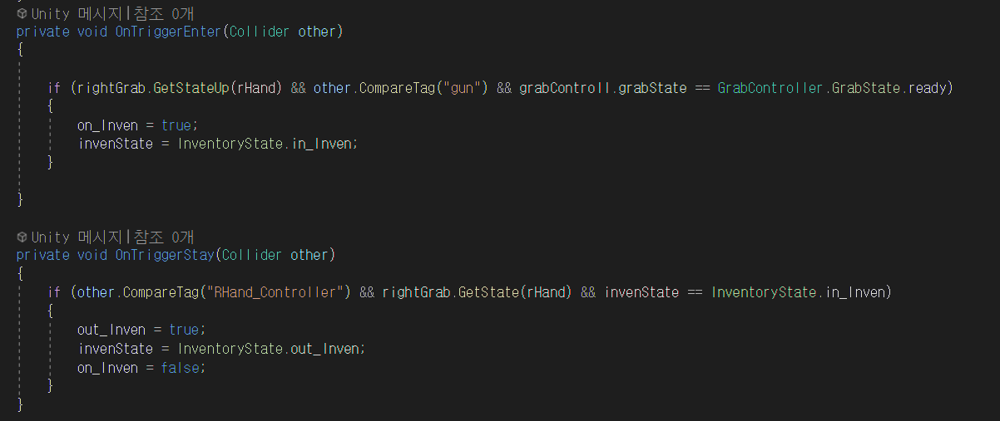 Unity 메시지|참조 0개
private void OnTriggerEnter(Collider other)
{
if (rightGrab.GetStateUp(rHand) && other.CompareTag("gun") && grabControll.grabState == GrabController.GrabState.ready)
{
on_Inven = true;
invenState = InventoryState.in_Inven;
}
}
Unity 메시지|참조 0개
private void OnTriggerStay(Collider other)
{
if (other.CompareTag("RHand_Controller") && rightGrab.GetState(rHand) && invenState == InventoryState.in_Inven)
{
out_Inven = true;
invenState = InventoryState.out_Inven;
on_Inven = false;
}
}